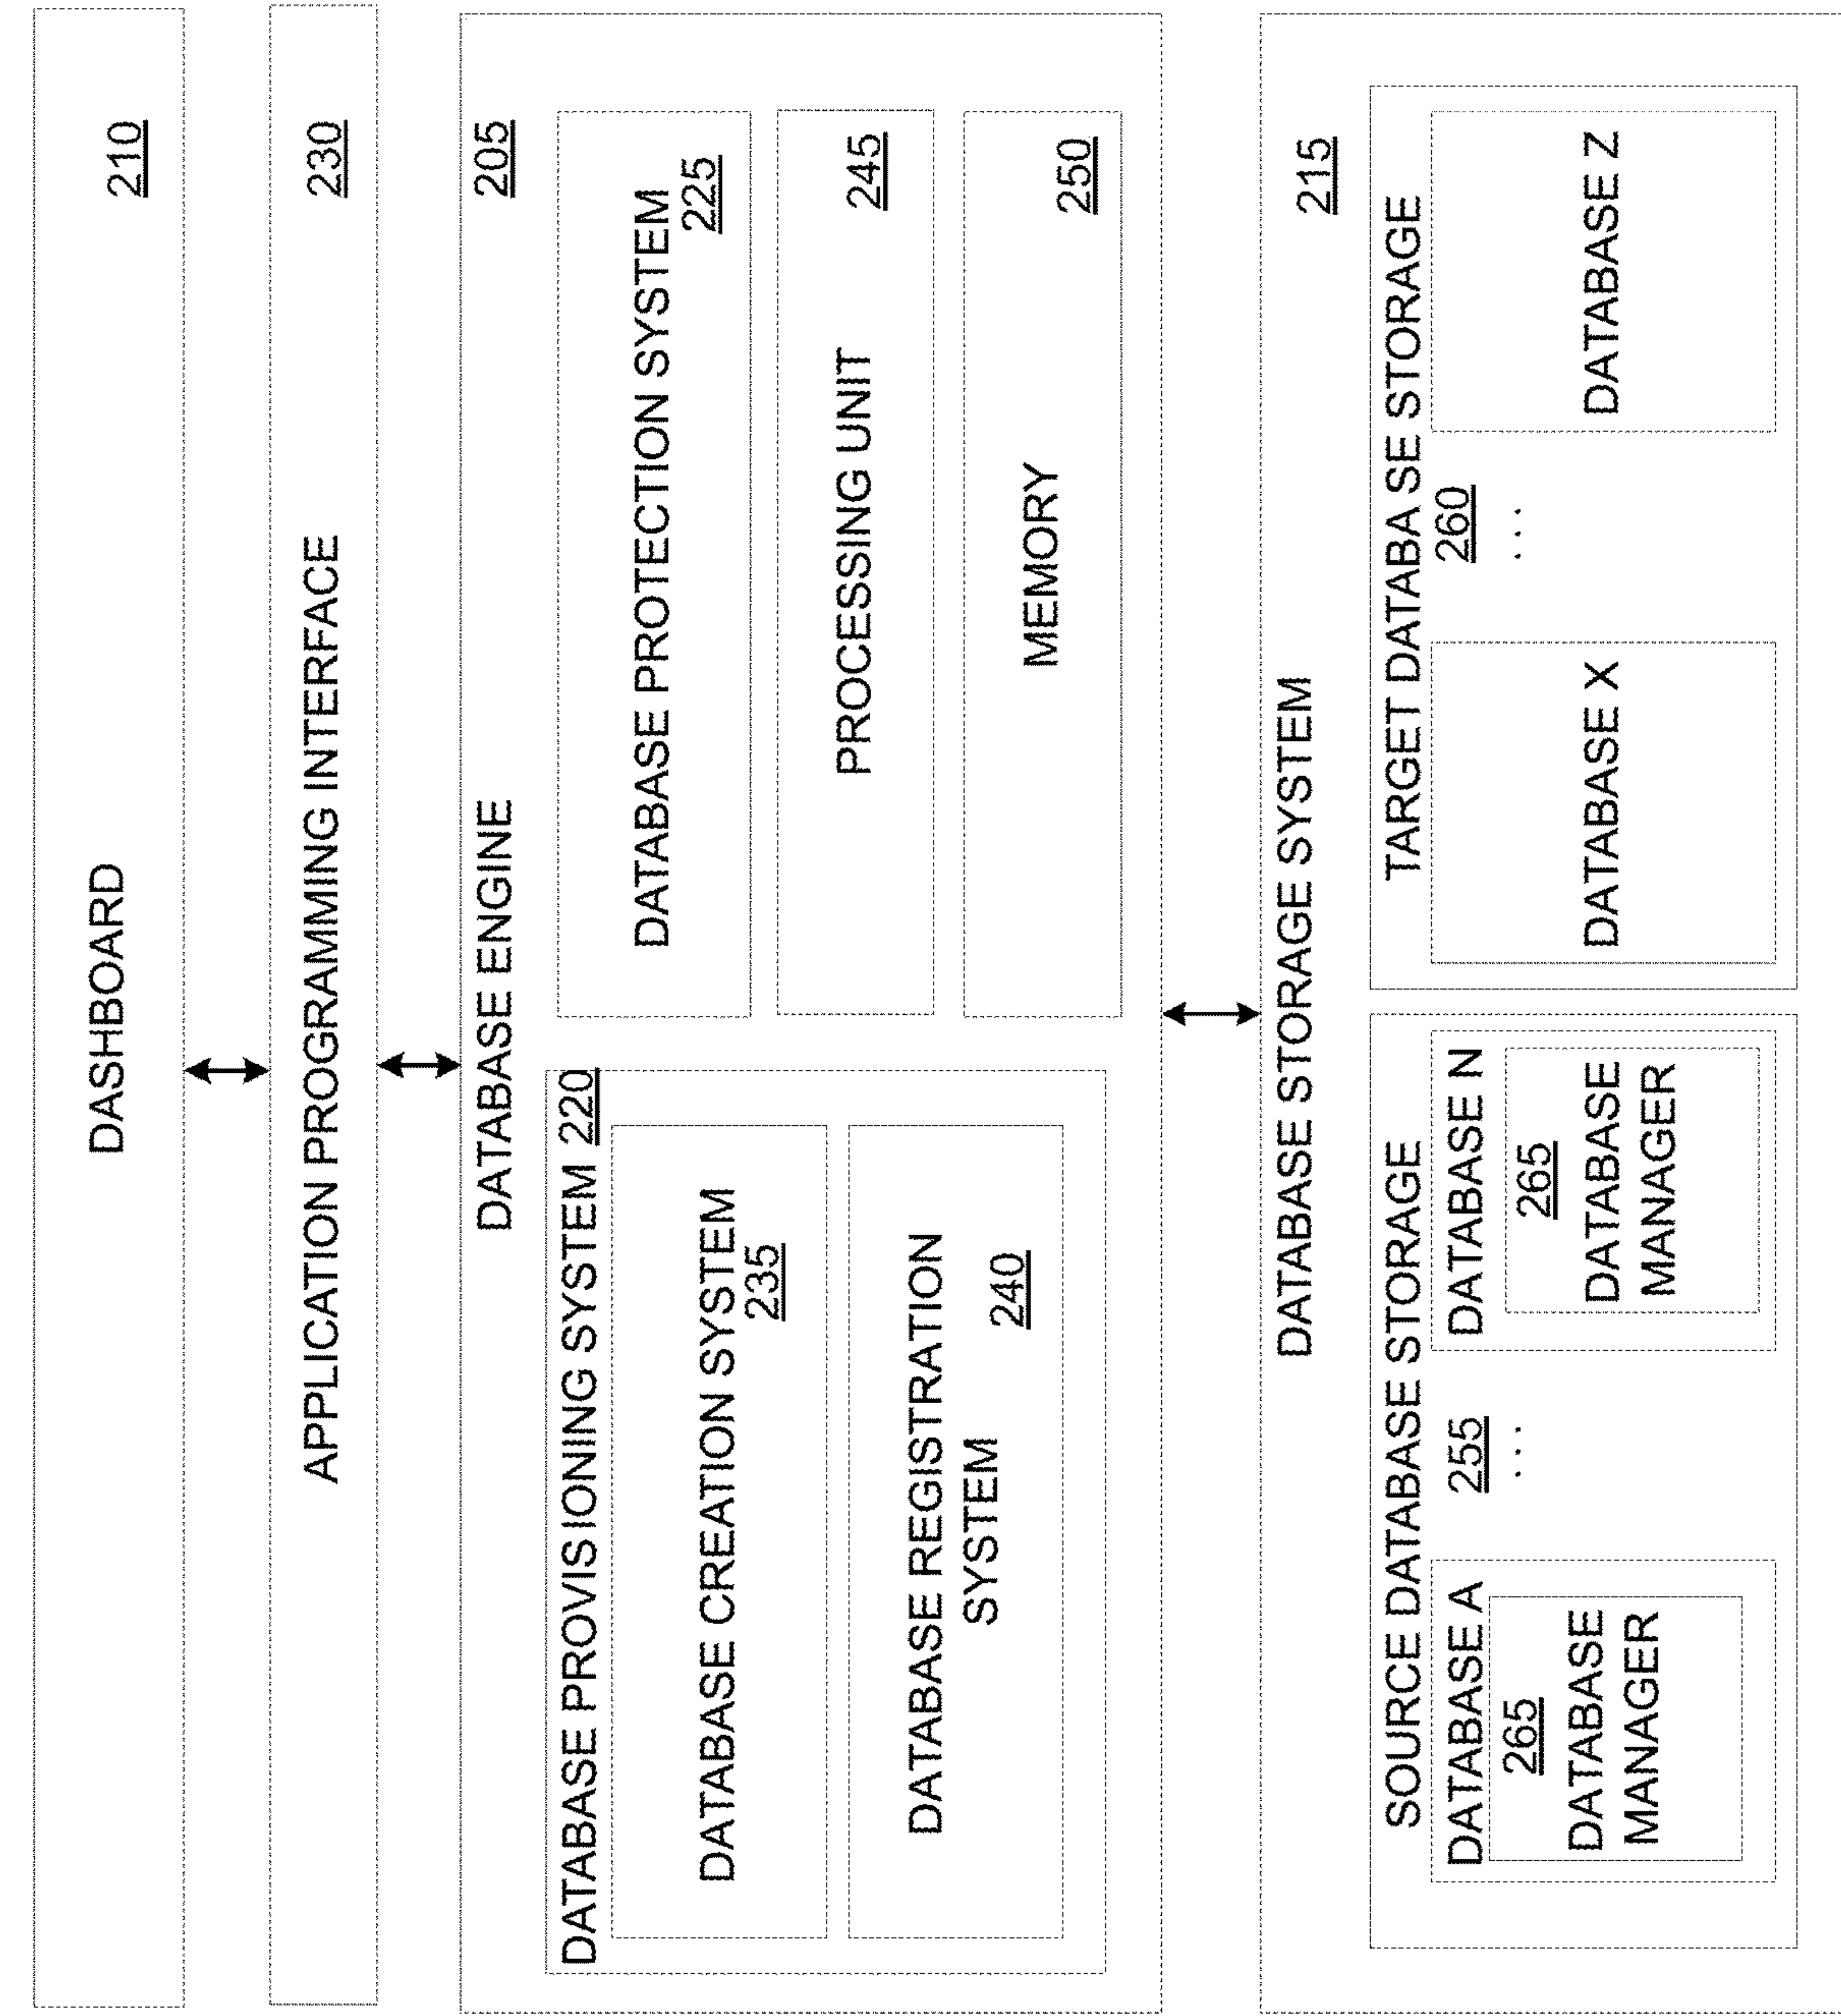 DASHBOARD
210
APPLICATION PROGRAMMING INTERFACE
230
DATABASE ENGINE
205
DATABASE PROVISIONING SYSTEM 220
DATABASE CREATION SYSTEM
235
DATABASE REGISTRATION
SYSTEM
240
DATABASE PROTECTION SYSTEM
225
PROCESSING UNIT
245
MEMORY
250
DATABASE STORAGE SYSTEM
215
SOURCE DATABASE STORAGE
255
DATABASE A
265
DATABASE
MANAGER
. . .
DATABASE N
265
DATABASE
MANAGER
TARGET DATABA SE STORAGE
260
DATABASE X
. . .
DATABASE Z